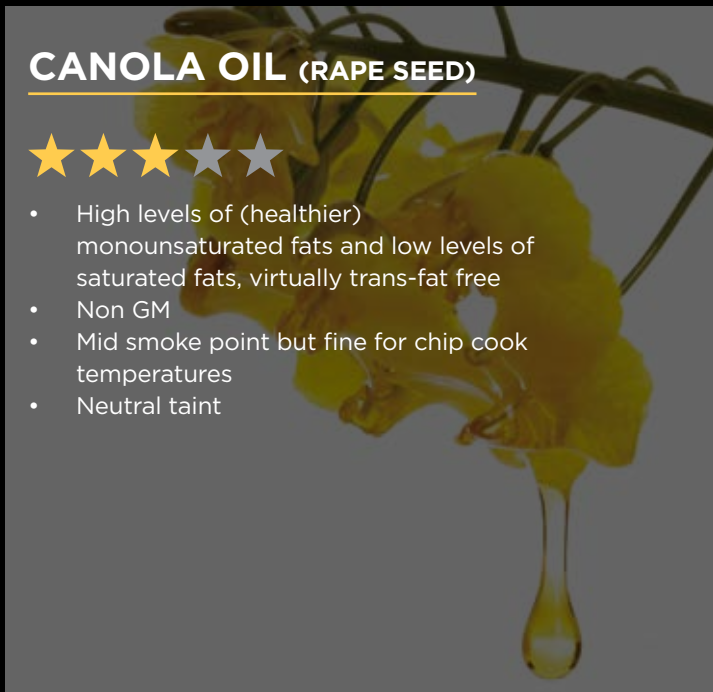 CANOLA OIL (RAPE SEED)
• High levels of (healthier)
monounsaturated fats and low levels of
saturated fats, virtually trans-fat free
• Non GM
• Mid smoke point but fine for chip cook
temperatures
• Neutral taint